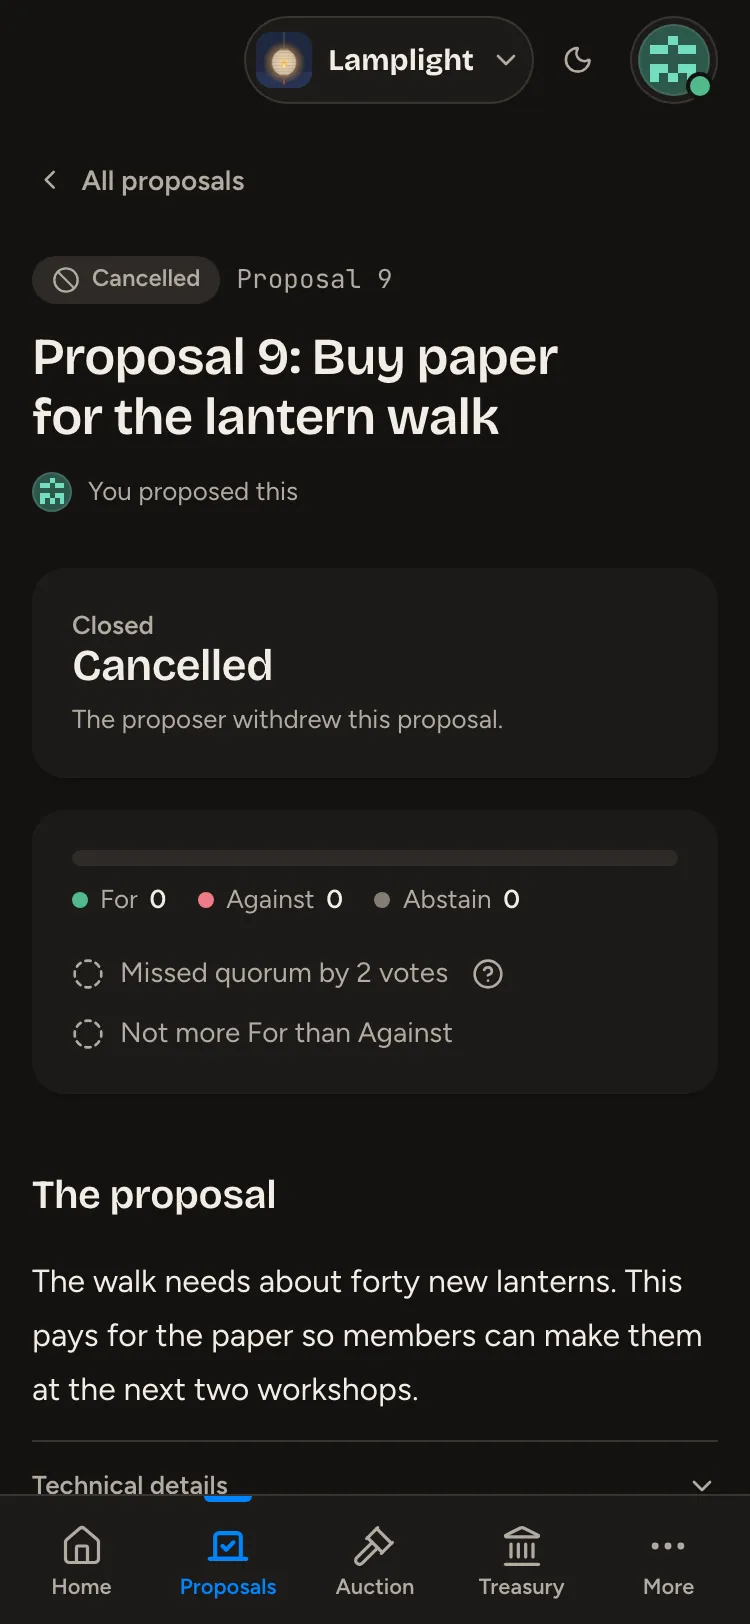 Lamplight
All proposals
Cancelled Proposal 9
Proposal 9: Buy paper
for the lantern walk
You proposed this
Closed
Cancelled
The proposer withdrew this proposal.
For 0 Against 0 Abstain 0
Missed quorum by 2 votes ?
Not more For than Against
The proposal
The walk needs about forty new lanterns. This
pays for the paper so members can make them
at the next two workshops.
Technical details
Home Proposals Auction Treasury More